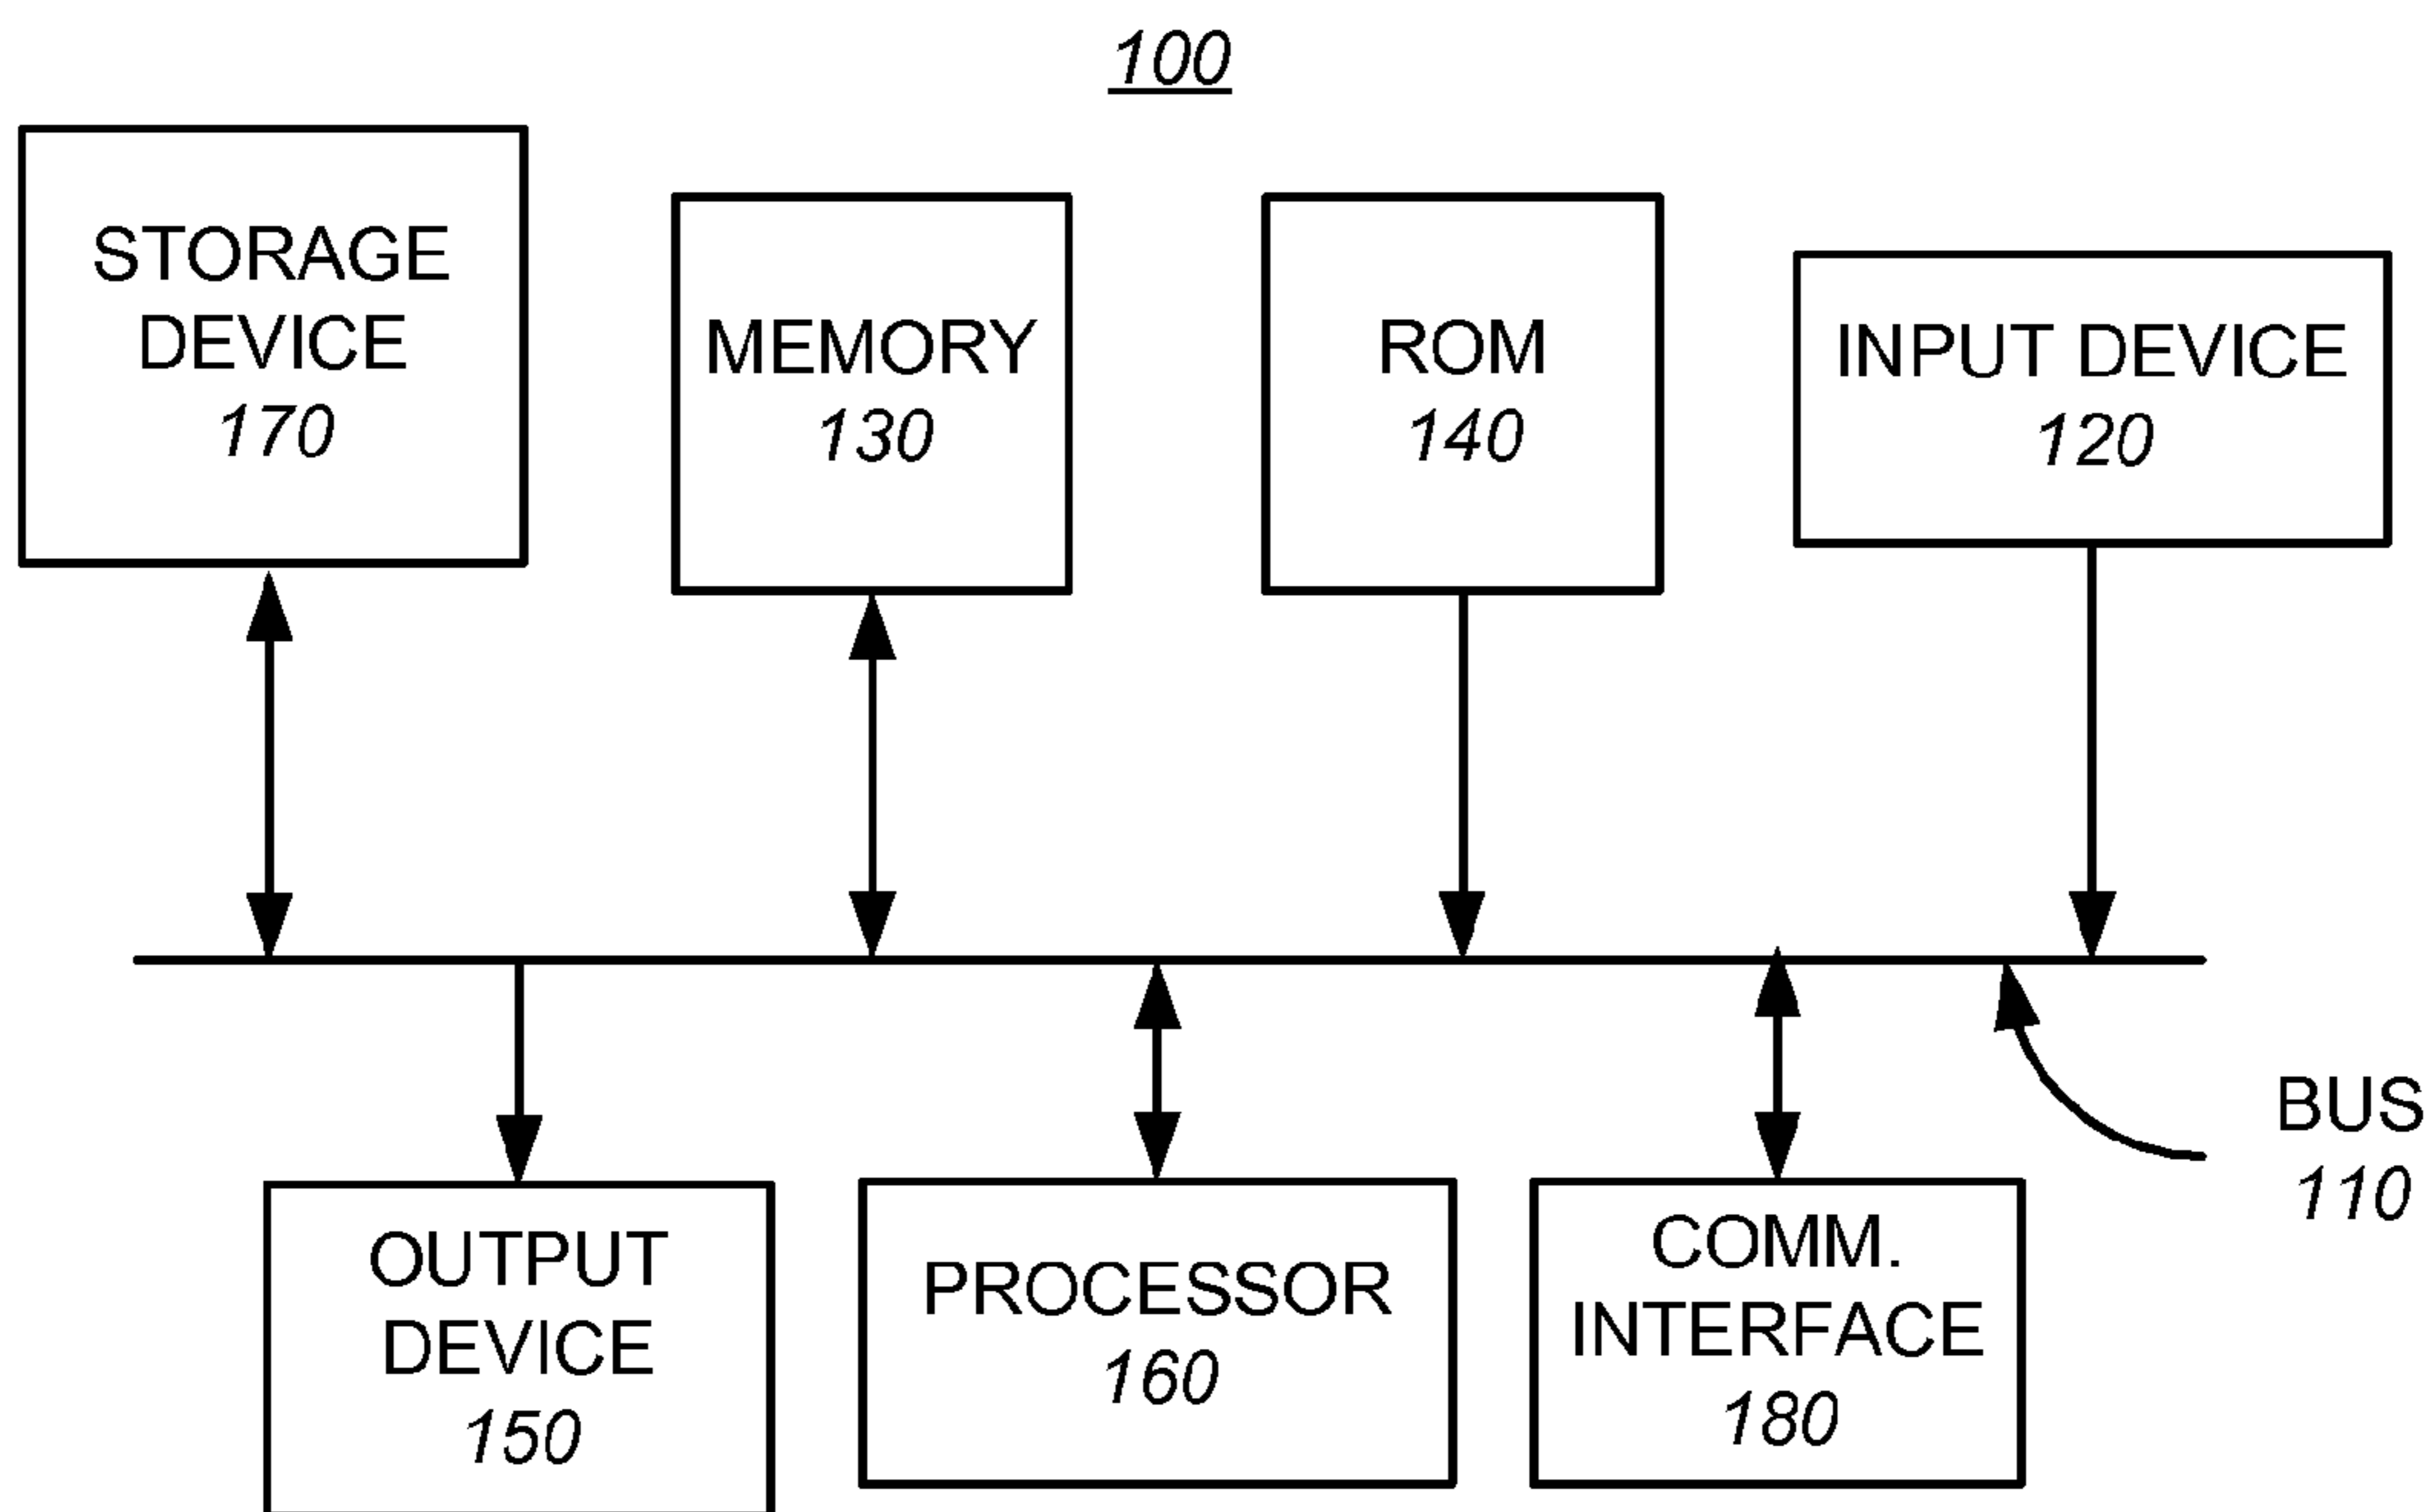 100
STORAGE
DEVICE
170
MEMORY
130
ROM
140
INPUT DEVICE
120
BUS
110
OUTPUT
DEVICE
150
PROCESSOR
160
COMM.
INTERFACE
180